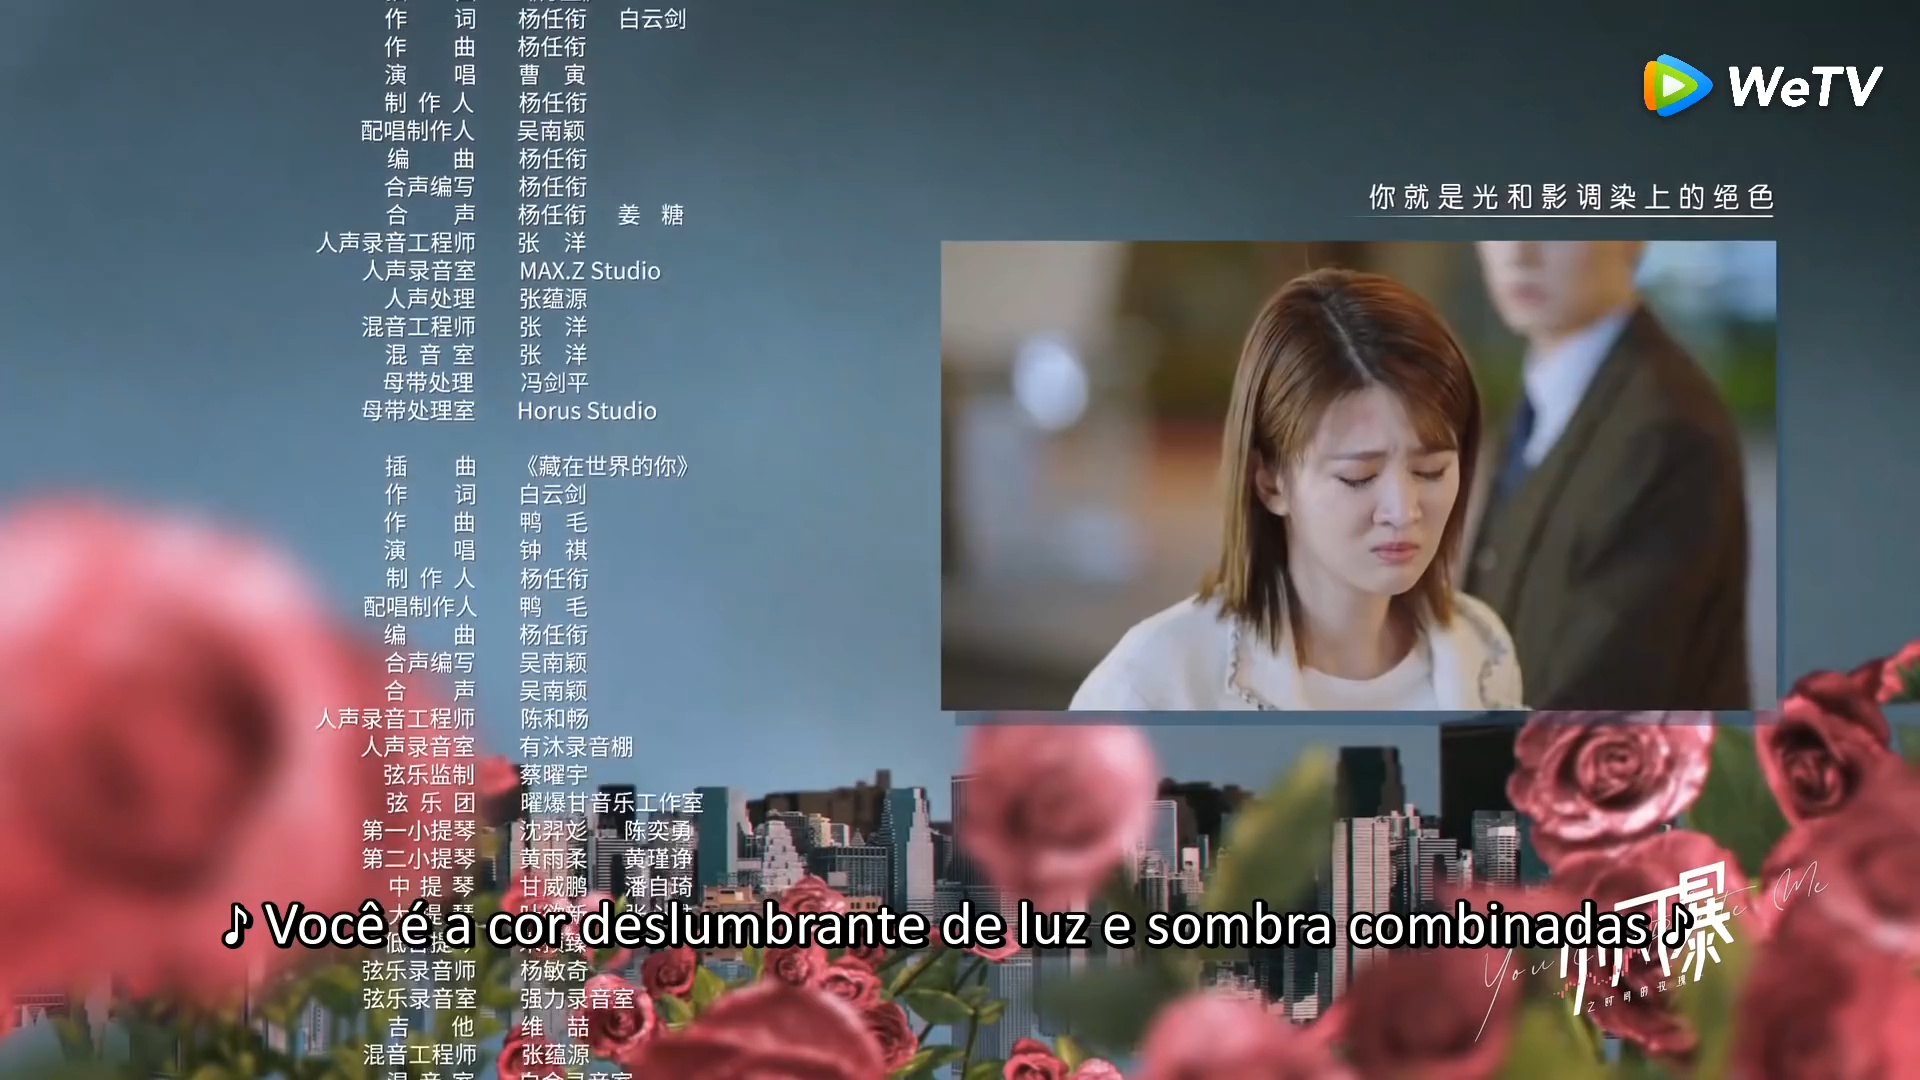 作词 杨任衔 白云剑
作曲 杨任衔
演唱 曹寅
制作人 杨任衔
配唱制作人 吴南颖
编曲 杨任衔
合声编写 杨任衔
合声 杨任衔 姜糖
人声录音工程师 张洋
人声录音室 MAX.Z Studio
人声处理 张蕴源
混音工程师 张洋
混音室 张洋
母带处理 冯剑平
母带处理室 Horus Studio
插曲 《藏在世界的你》
作词 白云剑
作曲 鸭毛
演唱 钟祺
制作人 杨任衔
配唱制作人 鸭毛
编曲 杨任衔
合声编写 吴南颖
合声 吴南颖
人声录音工程师 陈和畅
人声录音室 有沐录音棚
弦乐监制 蔡曜宇
弦乐团 曜爆甘音乐工作室
第一小提琴 沈羿彣 陈奕勇
第二小提琴 黄雨柔 黄瑾诤
中提琴 甘威鹏 潘自琦
弦乐录音师 杨敏奇
弦乐录音室 强力录音室
吉他 维喆
混音工程师 张蕴源
WeTV
你就是光和影调染上的绝色
♪ Você é a cor deslumbrante de luz e sombra combinadas ♪
之时间的玫瑰